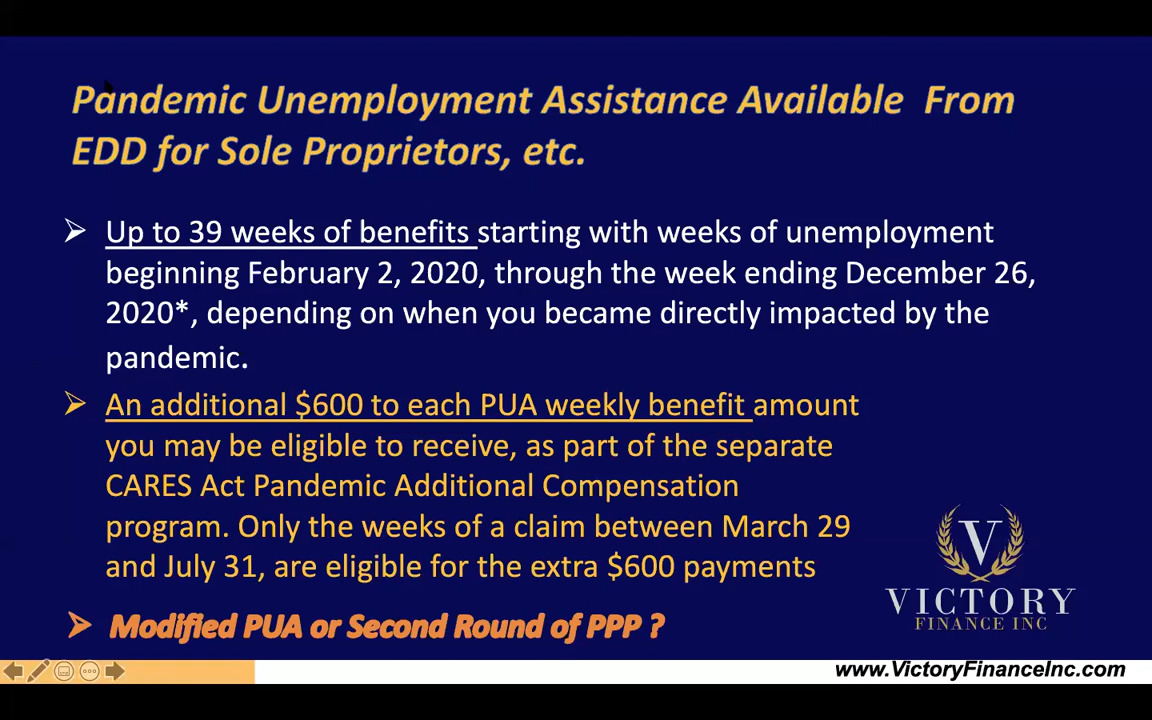 Pandemic Unemployment Assistance Available From
EDD for Sole Proprietors, etc.
Up to 39 weeks of benefits starting with weeks of unemployment
beginning February 2, 2020, through the week ending December 26,
2020*, depending on when you became directly impacted by the
pandemic.
An additional $600 to each PUA weekly benefit amount
you may be eligible to receive, as part of the separate
CARES Act Pandemic Additional Compensation
program. Only the weeks of a claim between March 29
and July 31, are eligible for the extra $600 payments
Modified PUA or Second Round of PPP ?
V
VICTORY
FINANCE INC
www.VictoryFinanceInc.com